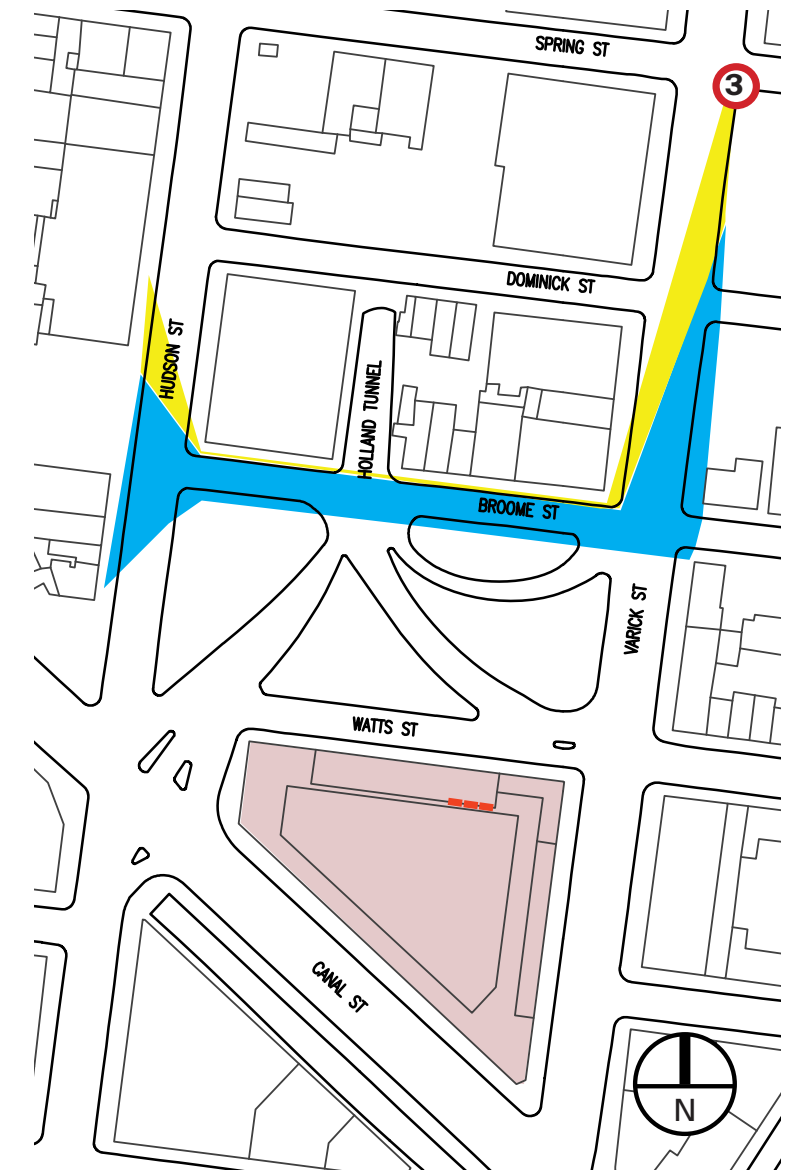 SPRING ST
3
DOMINICK ST
HUDSON ST
HOLLAND TUNNEL
BROOME ST
VARICK ST
WATTS ST
CANAL ST
N